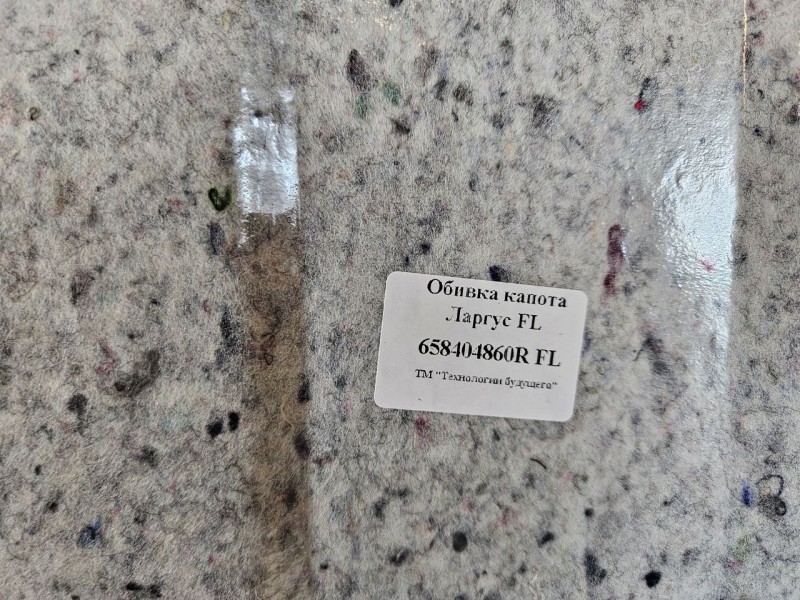 Обивка капота
Ларгус FL
658404860R FL
ТМ "Технологии будущего"